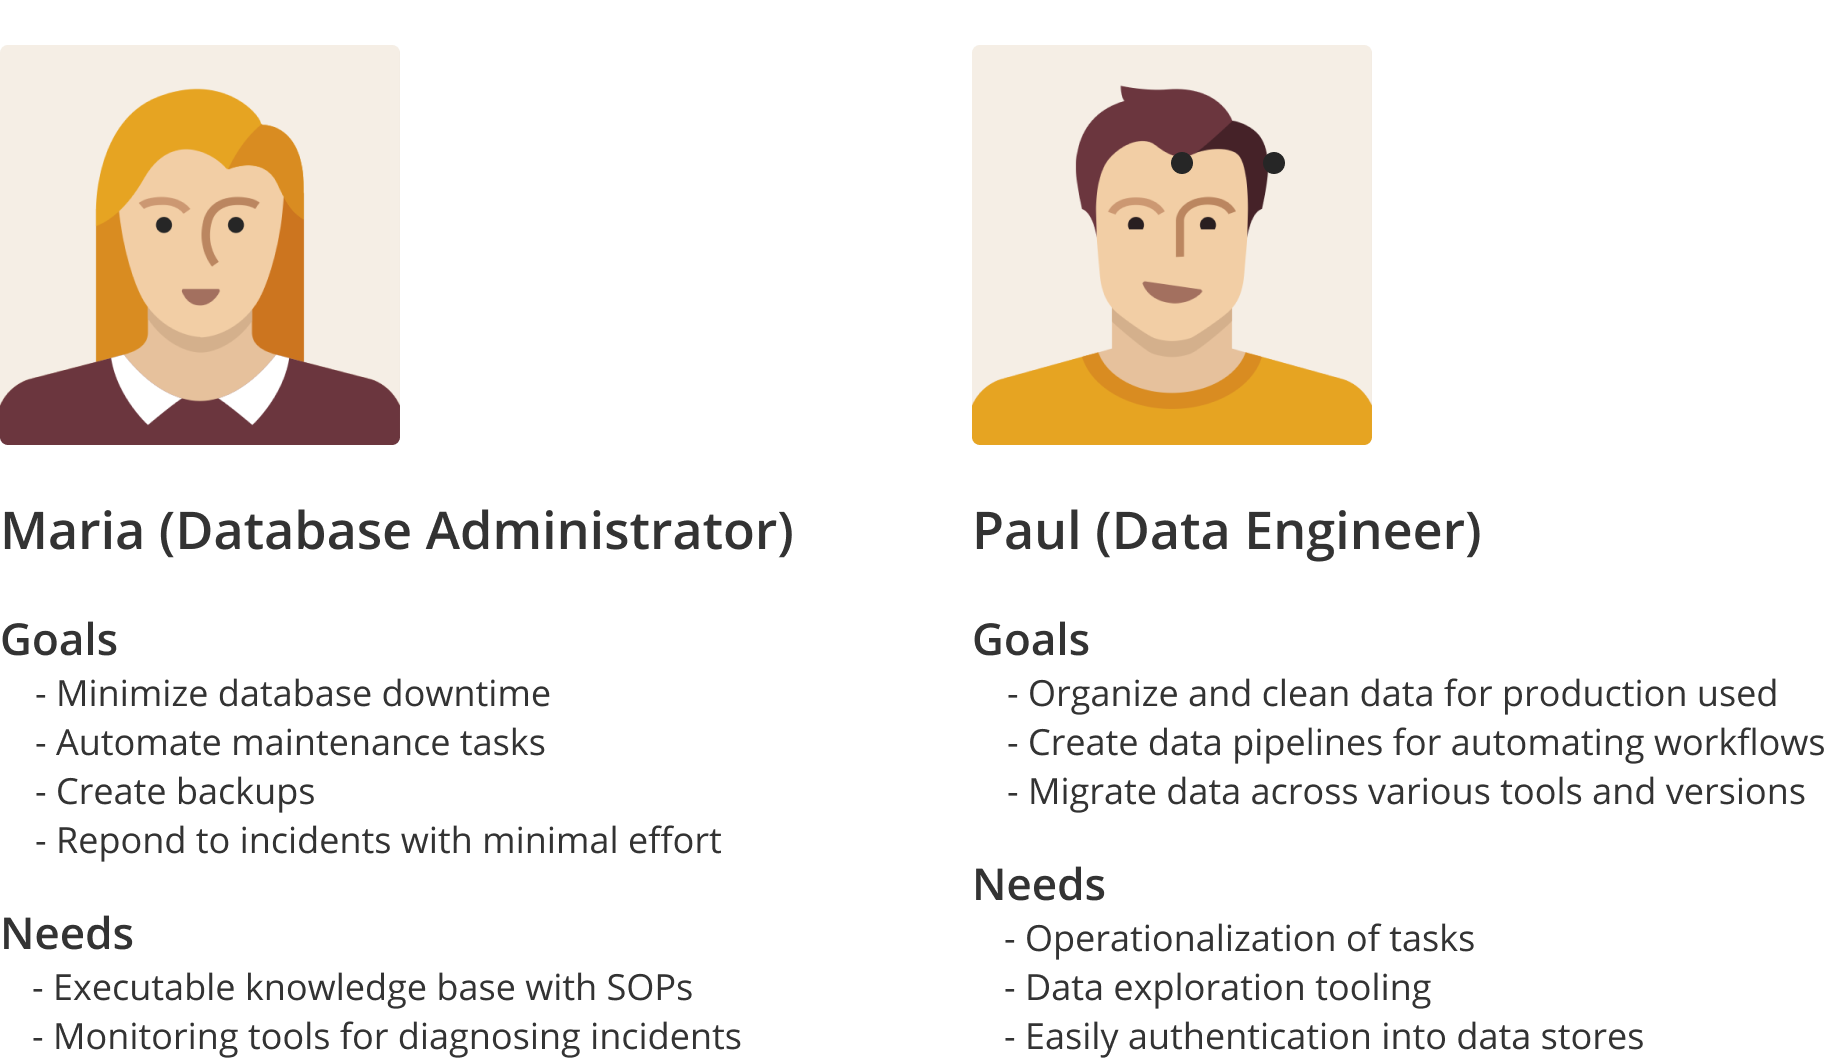 Maria (Database Administrator)
Goals
- Minimize database downtime
- Automate maintenance tasks
- Create backups
- Repond to incidents with minimal effort
Needs
- Executable knowledge base with SOPs
- Monitoring tools for diagnosing incidents
Paul (Data Engineer)
Goals
- Organize and clean data for production used
- Create data pipelines for automating workflows
- Migrate data across various tools and versions
Needs
- Operationalization of tasks
- Data exploration tooling
- Easily authentication into data stores